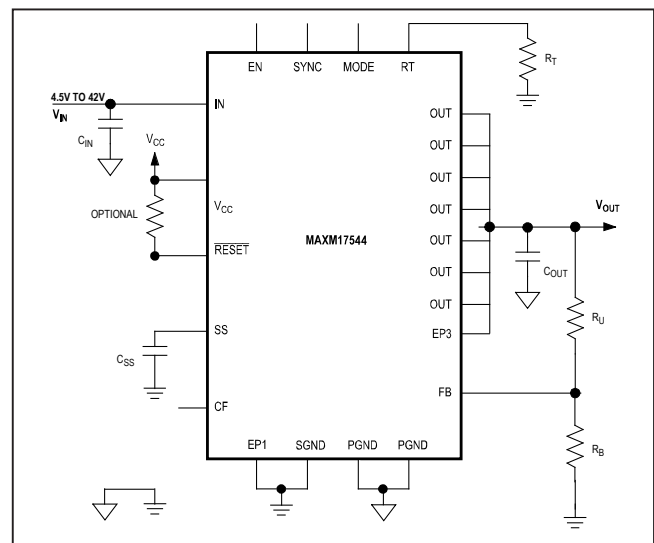 EN SYNC MODE RT
R_T
4.5V TO 42V
V_IN
IN
C_IN
V_CC
OPTIONAL
V_CC
RESET
MAXM17544
OUT
OUT
OUT
OUT
OUT
OUT
OUT
EP3
V_OUT
C_OUT
R_U
SS
C_SS
CF
FB
R_B
EP1 SGND PGND PGND